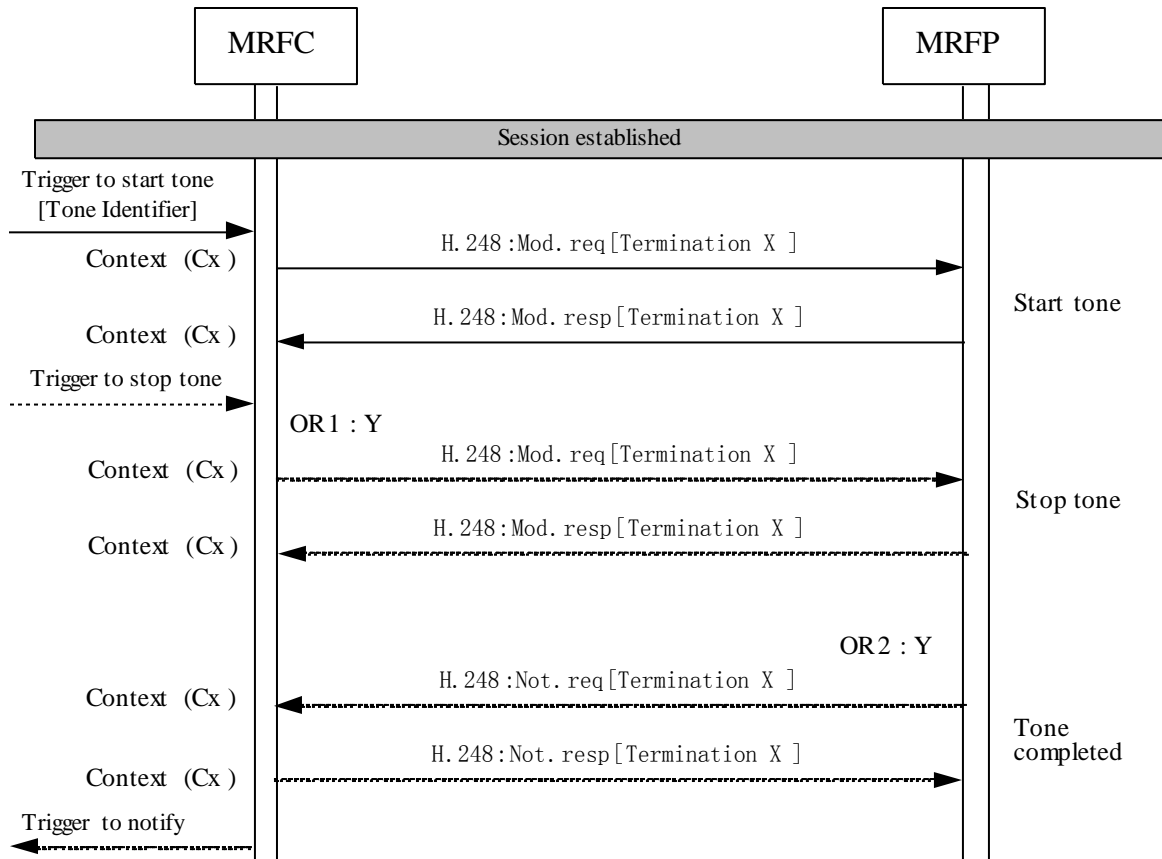 MRFC
MRFP
Session established
Trigger to start tone
[Tone Identifier]
Context (Cx )
H.248:Mod.req[Termination X ]
Start tone
Context (Cx )
H.248:Mod.resp[Termination X ]
Trigger to stop tone
OR1 : Y
Context (Cx )
H.248:Mod.req[Termination X ]
Stop tone
Context (Cx )
H.248:Mod.resp[Termination X ]
OR2 : Y
Context (Cx )
H.248:Not.req[Termination X ]
Tone
completed
Context (Cx )
H.248:Not.resp[Termination X ]
Trigger to notify